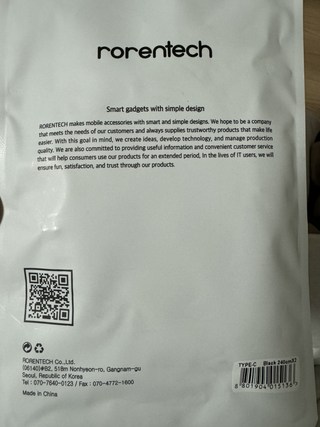 rorentech
Smart gadgets with simple design
RORENTECH makes mobile accessories with smart and simple designs. We hope to be a company
that meets the needs of our customers and always supplies trustworthy products that make life
easier. With this goal in mind, we create ideas, develop technology, and manage production
quality. We are also committed to providing useful information and convenient customer service
that will help consumers use our products for an extended period. In the lives of IT users, we will
ensure fun, satisfaction, and trust through our products.
RORENTECH Co.,Ltd.
[06140]#B2, 518m Nonhyeon-ro, Gangnam-gu
Seoul, Republic of Korea
Tel : 070-7640-0123 / Fax : 070-4772-1600
Made in China
TYPE-C Black